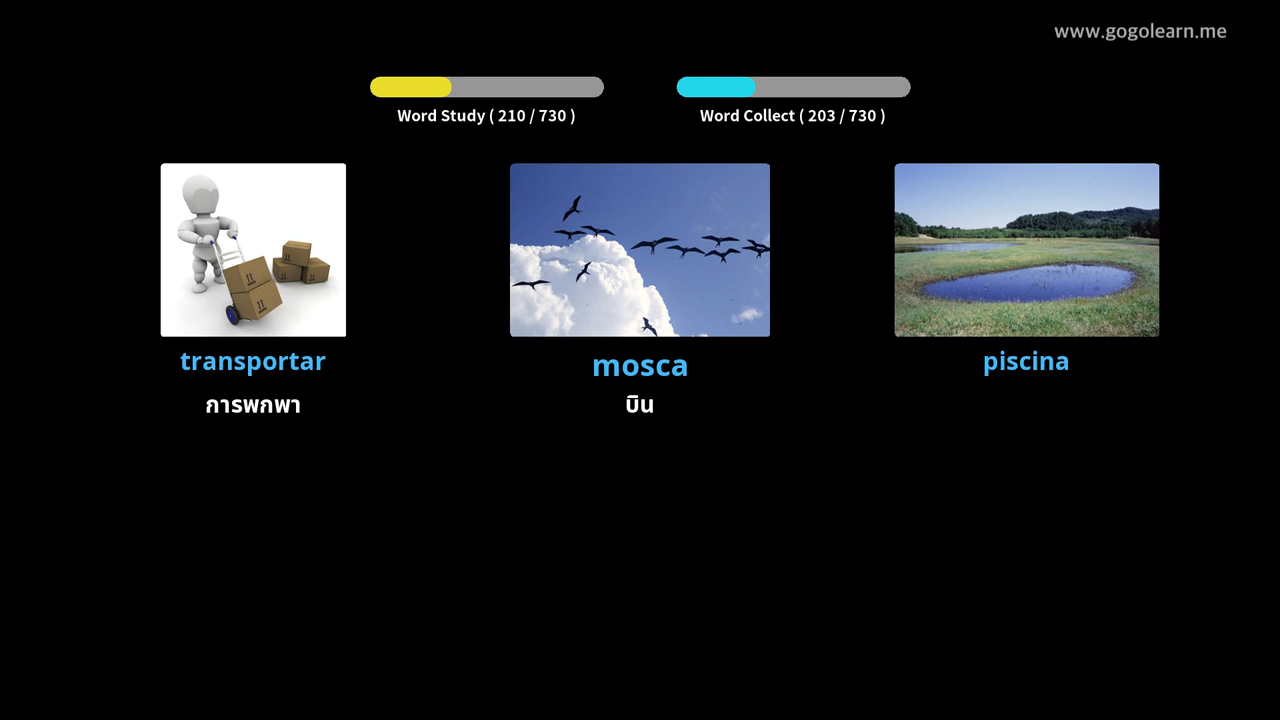 www.gogolearn.me
Word Study ( 210 / 730 )
Word Collect ( 203 / 730 )
transportar
mosca
piscina
การพกพา
บิน